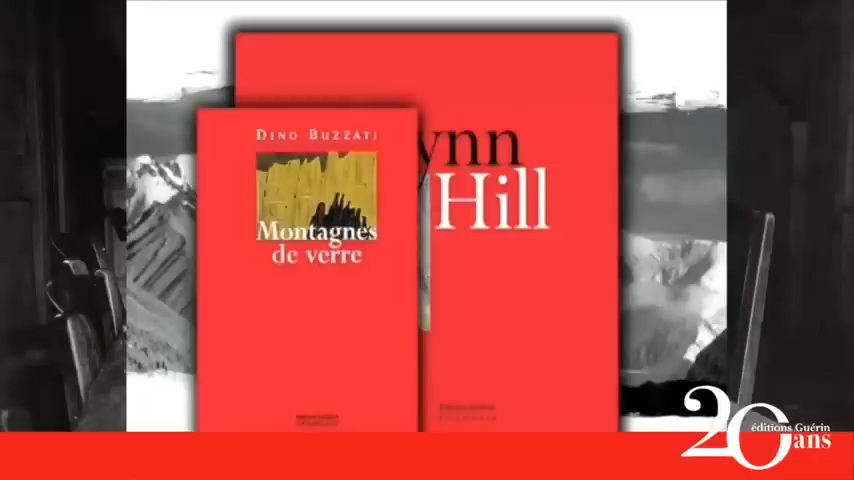 DINO BUZZATI
Montagnes
de verre
ynn
Hill
20 ans
éditions Guérin